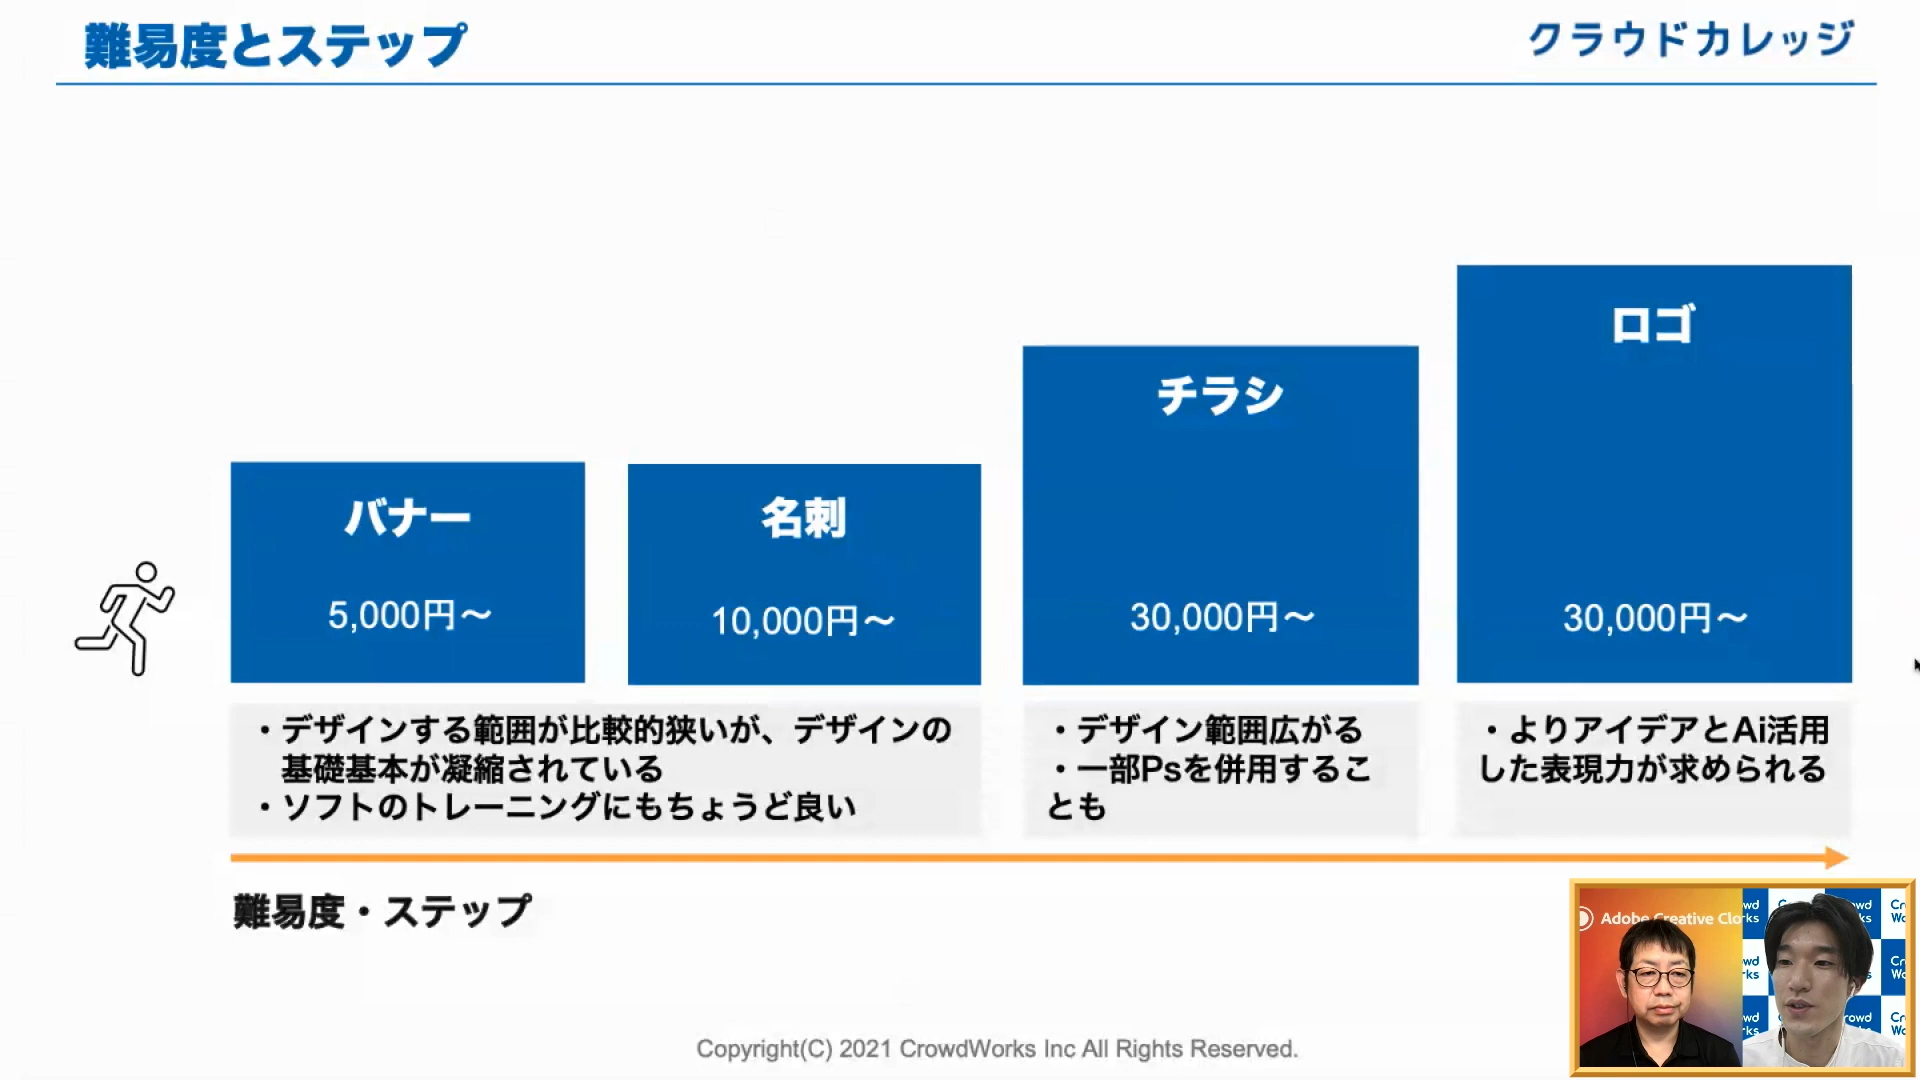 難易度とステップ
クラウドカレッジ
バナー
5,000円〜
名刺
10,000円〜
チラシ
30,000円〜
ロゴ
30,000円〜
・デザインする範囲が比較的狭いが、デザインの
基礎基本が凝縮されている
・ソフトのトレーニングにもちょうど良い
・デザイン範囲広がる
・一部Psを併用するこ
とも
・よりアイデアとAi活用
した表現力が求められる
難易度・ステップ
Adobe Creative Clo
Copyright(C) 2021 CrowdWorks Inc All Rights Reserved.